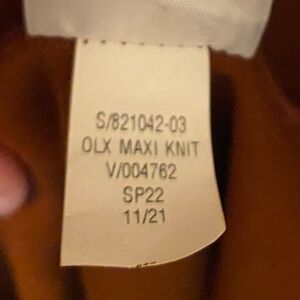 S/821042-03
OLX MAXI KNIT
V/004762
SP22
11/21